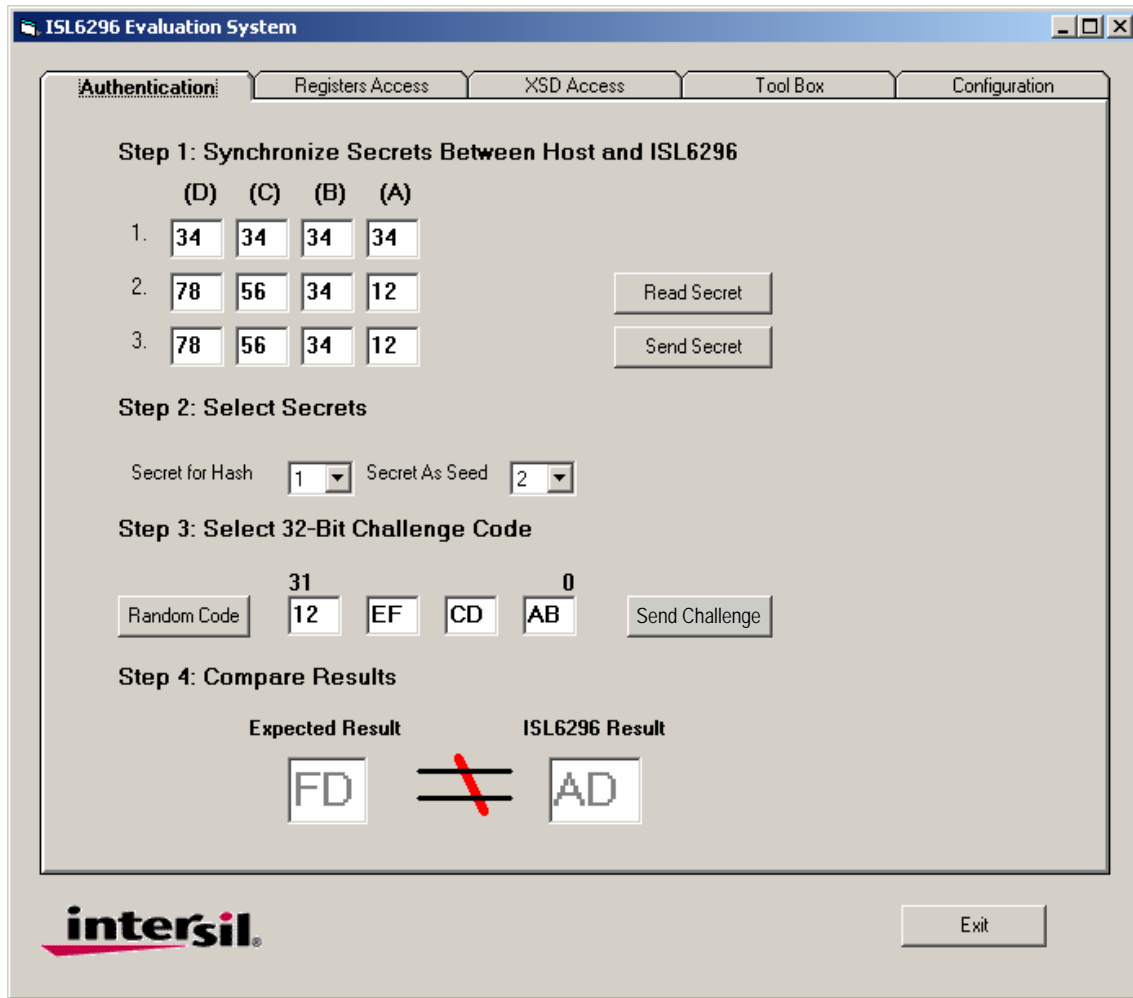 ISL6296 Evaluation System
Authentication Registers Access XSD Access Tool Box Configuration
Step 1: Synchronize Secrets Between Host and ISL6296
(D) (C) (B) (A)
1. 34 34 34 34
2. 78 56 34 12 Read Secret
3. 78 56 34 12 Send Secret
Step 2: Select Secrets
Secret for Hash 1 Secret As Seed 2
Step 3: Select 32-Bit Challenge Code
31 0
Random Code 12 EF CD AB Send Challenge
Step 4: Compare Results
Expected Result ISL6296 Result
FD AD
intersil® Exit